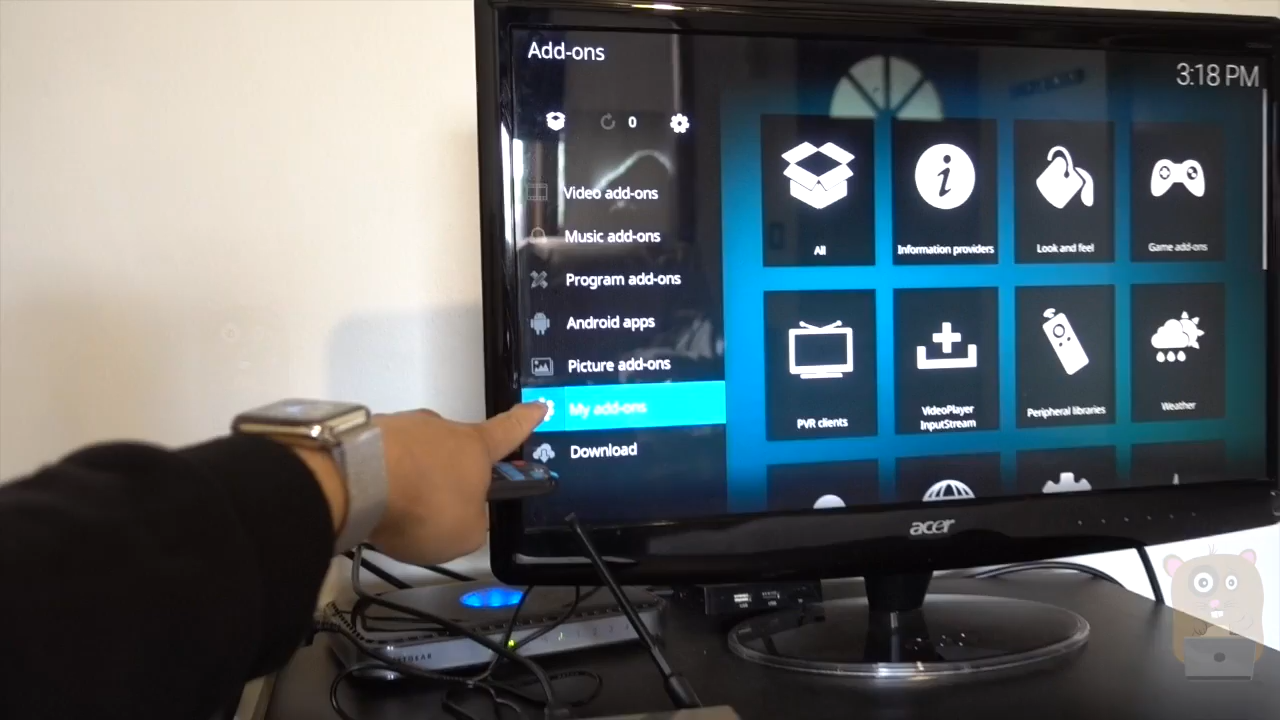 Add-ons
3:18 PM
0
Video add-ons
Music add-ons
Program add-ons
Android apps
Picture add-ons
My add-ons
Download
All
Information providers
Look and feel
Game add-ons
PVR clients
VideoPlayer
InputStream
Peripheral libraries
Weather
acer
NETGEAR